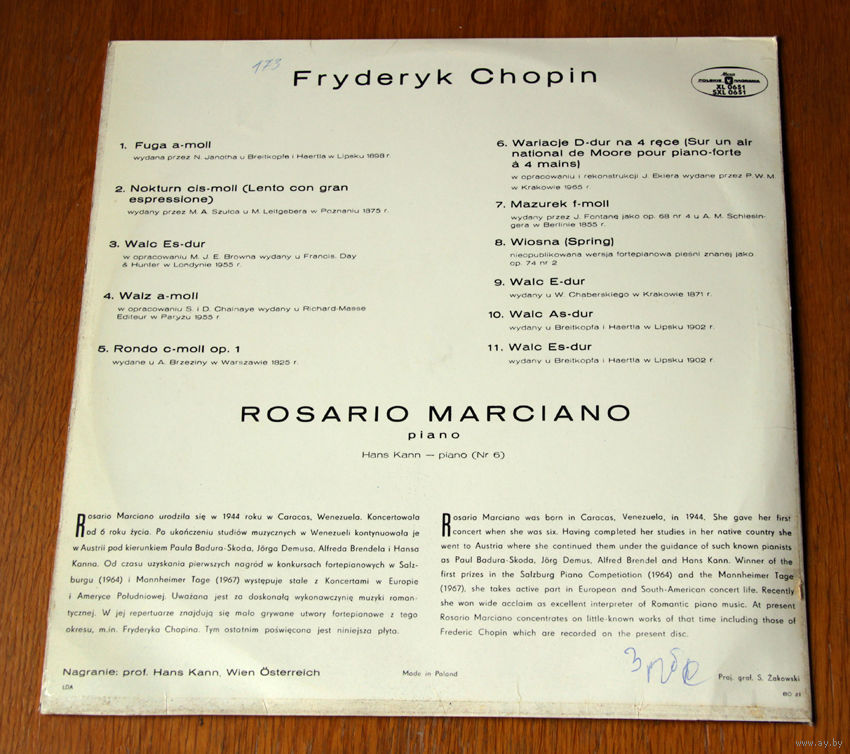 173
Fryderyk Chopin
Muza
POLSKIE NAGRANIA
XL 0651
SXL 0651
1. Fuga a-moll
wydana przez N. Janotha u Breitkopfa i Haertla w Lipsku 1898 r.
2. Nokturn cis-moll (Lento con gran
espressione)
wydany przez M. A. Szulca u M. Leitgebera w Poznaniu 1875 r.
3. Walc Es-dur
w opracowaniu M. J. E. Browna wydany u Francis, Day
& Hunter w Londynie 1955 r.
4. Walz a-moll
w opracowaniu S. i D. Chainaye wydany u Richard-Masse
Editeur w Paryżu 1955 r.
5. Rondo c-moll op. 1
wydane u A. Brzeziny w Warszawie 1825 r.
6. Wariacje D-dur na 4 ręce (Sur un air
national de Moore pour piano-forte
à 4 mains)
w opracowaniu i rekonstrukcji J. Ekiera wydane przez P.W.M
w Krakowie 1965 r.
7. Mazurek f-moll
wydany przez J. Fontanę jako op. 68 nr 4 u A. M. Schlesin-
gera w Berlinie 1855 r.
8. Wiosna (Spring)
nieopublikowana wersja fortepianowa pieśni znanej jako
op. 74 nr 2
9. Walc E-dur
wydany u W. Chaberskiego w Krakowie 1871 r.
10. Walc As-dur
wydany u Breitkopfa i Haertla w Lipsku 1902 r.
11. Walc Es-dur
wydany u Breitkopfa i Haertla w Lipsku 1902 r.
ROSARIO MARCIANO
piano
Hans Kann — piano (Nr 6)
Rosario Marciano urodziła się w 1944 roku w Caracas, Wenezuela. Koncertowała
od 6 roku życia. Po ukończeniu studiów muzycznych w Wenezueli kontynuowała je
w Austrii pod kierunkiem Paula Badura-Skoda, Jörga Demusa, Alfreda Brendela i Hansa
Kanna. Od czasu uzyskania pierwszych nagród w konkursach fortepianowych w Salz-
burgu (1964) i Mannheimer Tage (1967) występuje stale z Koncertami w Europie
i Ameryce Południowej. Uważana jest za doskonałą wykonawczynię muzyki roman-
tycznej. W jej repertuarze znajdują się mało grywane utwory fortepianowe z tego
okresu, m.in. Fryderyka Chopina. Tym ostatnim poświęcona jest niniejsza płyta.
Rosario Marciano was born in Caracas, Venezuela, in 1944. She gave her first
concert when she was six. Having completed her studies in her native country she
went to Austria where she continued them under the guidance of such known pianists
as Paul Badura-Skoda, Jörg Demus, Alfred Brendel and Hans Kann. Winner of the
first prizes in the Salzburg Piano Competiotion (1964) and the Mannheimer Tage
(1967), she takes active part in European and South-American concert life. Recently
she won wide acclaim as excellent interpreter of Romantic piano music. At present
Rosario Marciano concentrates on little-known works of that time including those of
Frederic Chopin which are recorded on the present disc.
Nagranie: prof. Hans Kann, Wien Österreich
Made in Poland
Proj. graf. S. Żakowski
LDA
80 zł
www.ay.by